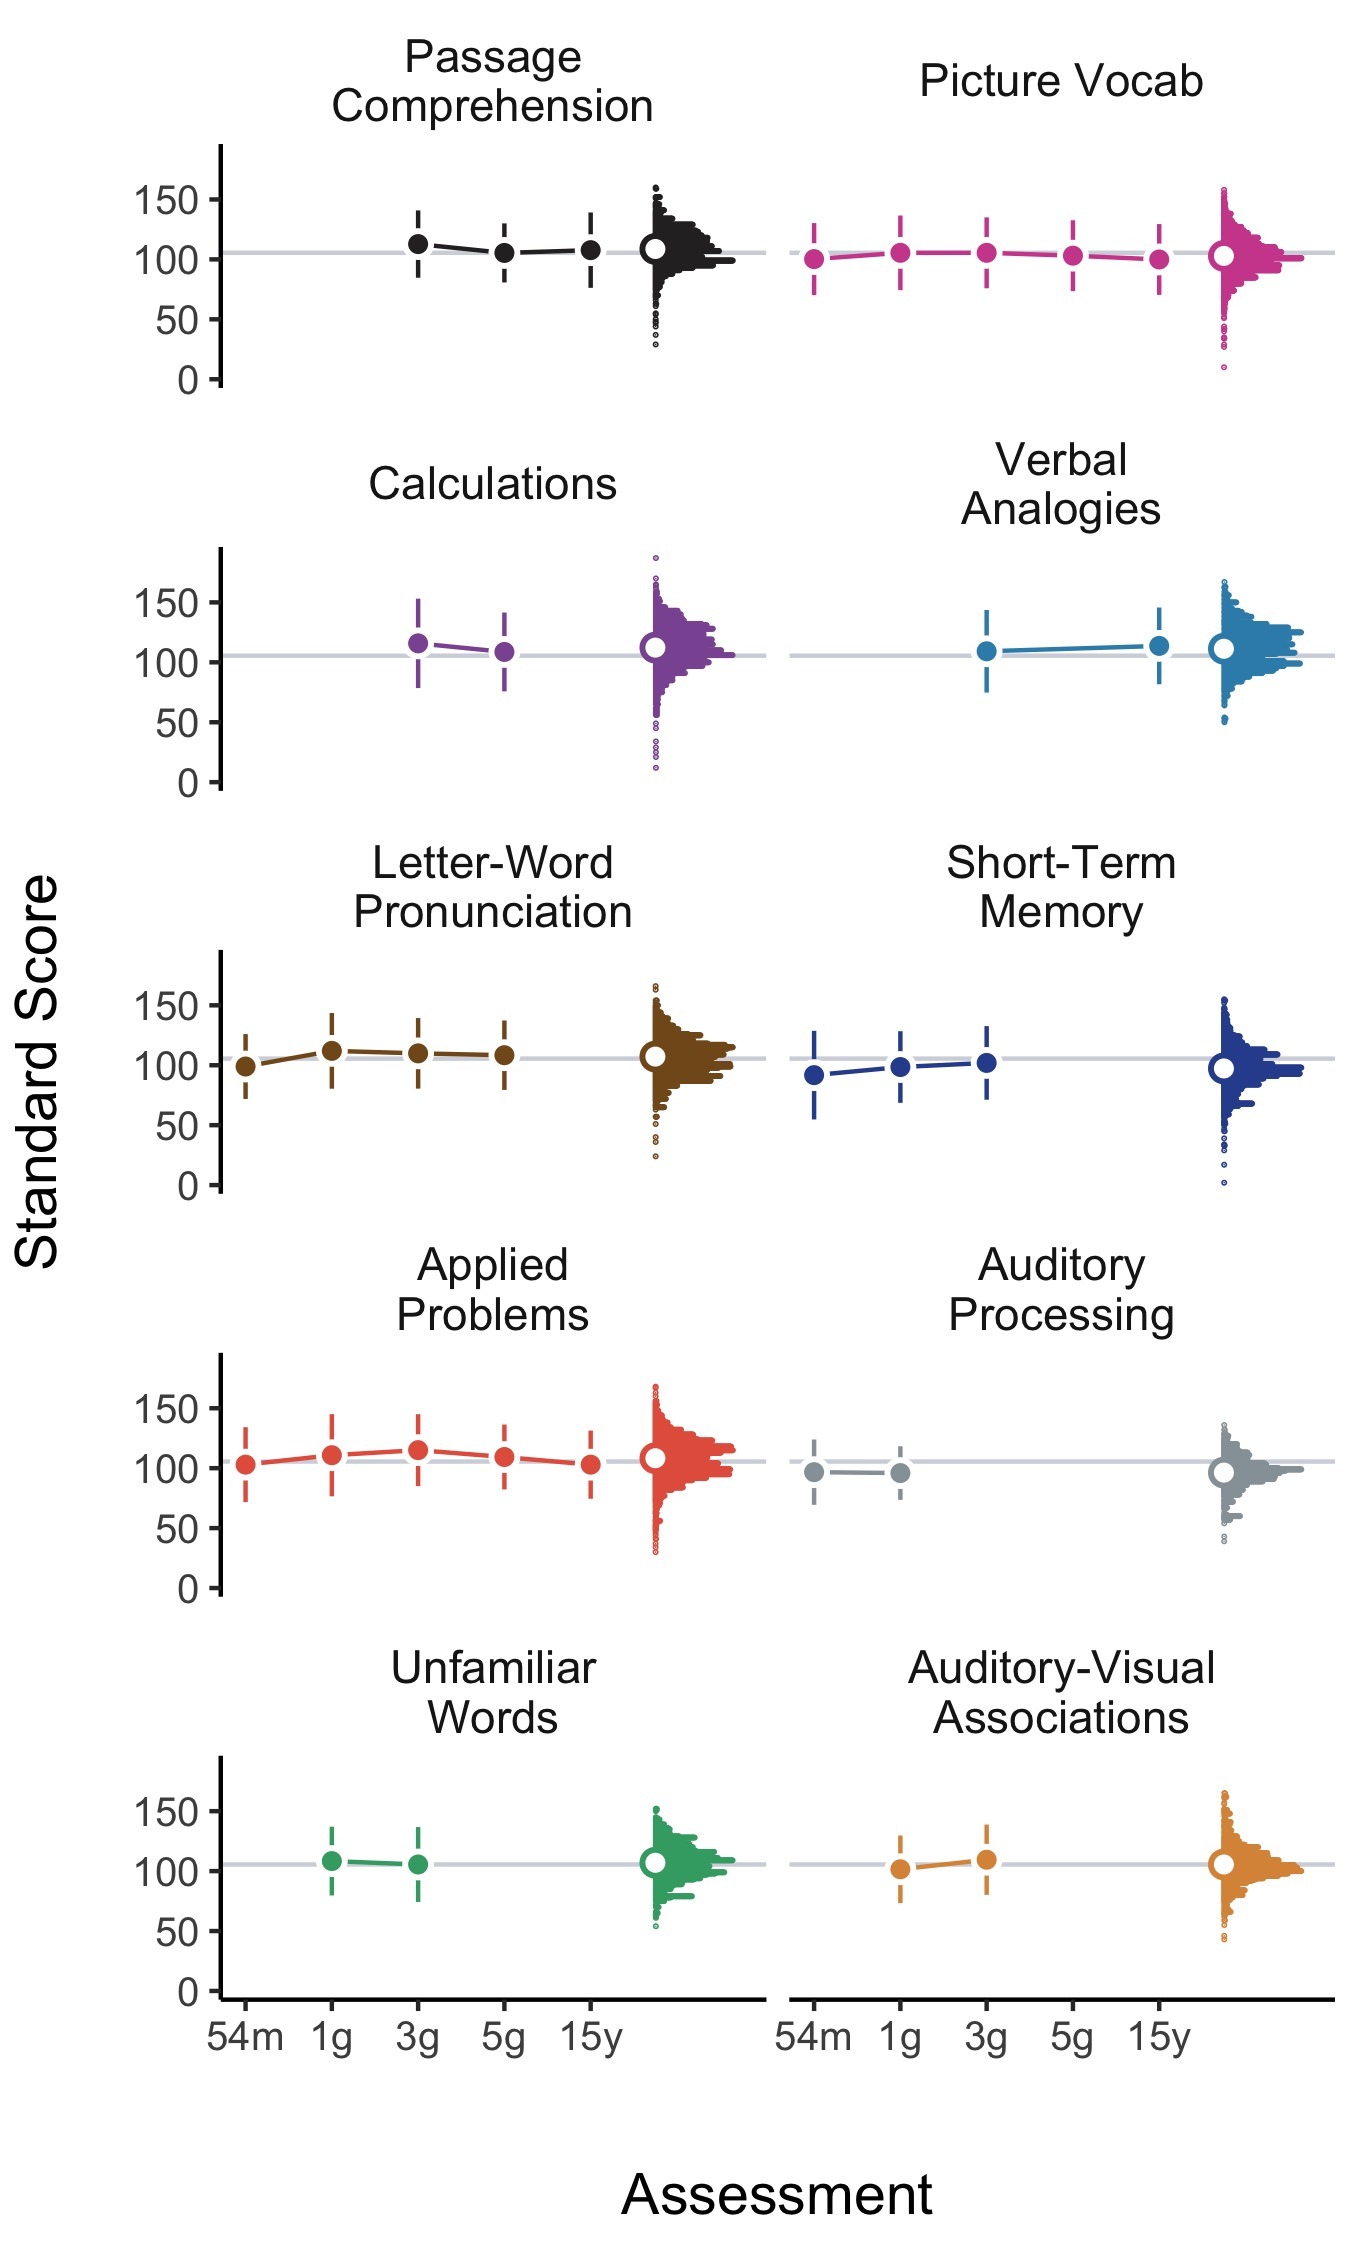 Passage
Comprehension
Picture Vocab
150
100
50
0
Calculations
Verbal
Analogies
150
100
50
0
Letter-Word
Pronunciation
Short-Term
Memory
150
100
50
0
Applied
Problems
Auditory
Processing
150
100
50
0
Unfamiliar
Words
Auditory-Visual
Associations
150
100
50
0
54m 1g 3g 5g 15y
54m 1g 3g 5g 15y
Standard Score
Assessment